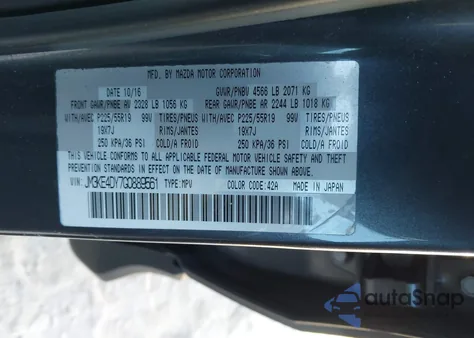 MFD. BY MAZDA MOTOR CORPORATION
DATE 10/16 GVWR/PNBV 4566 LB 2071 KG
FRONT GAWR/PNBE AV 2328 LB 1056 KG REAR GAWR/PNBE AR 2244 LB 1018 KG
WITH/AVEC P225/55R19 99V TIRES/PNEUS WITH/AVEC P225/55R19 99V TIRES/PNEUS
19X7J RIMS/JANTES 19X7J RIMS/JANTES
250 KPA/36 PSI COLD/A FROID 250 KPA/36 PSI COLD/A FROID
THIS VEHICLE CONFORMS TO ALL APPLICABLE FEDERAL MOTOR VEHICLE SAFETY, BUMPER, AND THEFT
PREVENTION STANDARDS IN EFFECT ON THE DATE OF MANUFACTURE SHOWN ABOVE.
VIN: JM3KE4DY7G0889561 TYPE: MPV COLOR CODE: 42A MADE IN JAPAN
autoSnap